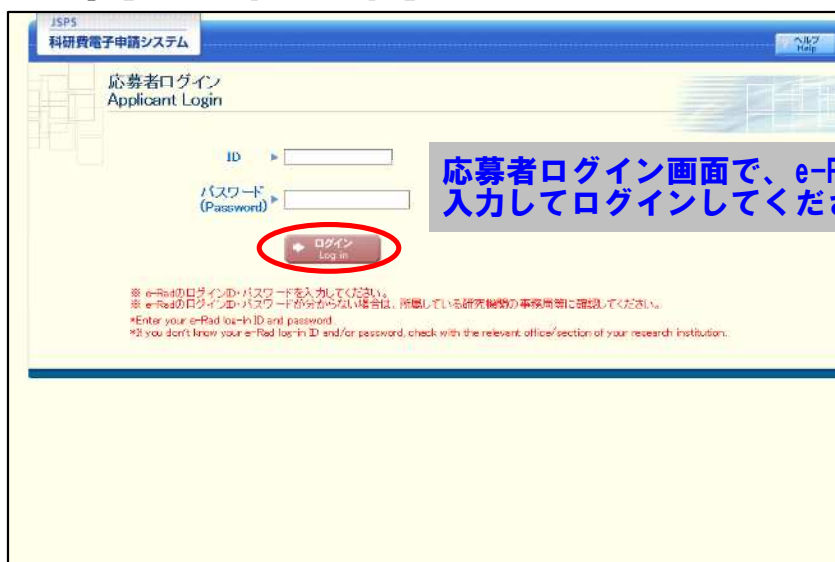 JSPS
科研費電子申請システム
ヘルプ
Help
応募者ログイン
Applicant Login
ID
パスワード
(Password)
ログイン
Log in
応募者ログイン画面で、e-R
入力してログインしてくださ
※ e-RadのログインID・パスワードを入力してください。
※ e-RadのログインID・パスワードが分からない場合は、所属している研究機関の事務局等に確認してください。
*Enter your e-Rad log-in ID and password
*If you don't know your e-Rad log-in ID and/or password, check with the relevant office/section of your research institution.